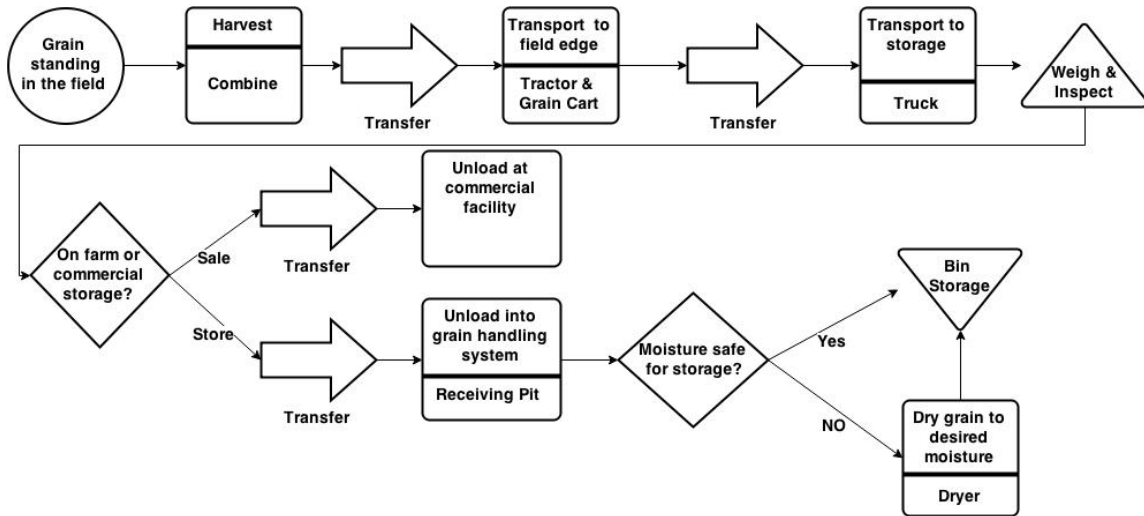 Grain
standing
in the field
Harvest
Combine
Transfer
Transport to
field edge
Tractor &
Grain Cart
Transfer
Transport to
storage
Truck
Weigh &
Inspect
On farm or
commercial
storage?
Sale
Transfer
Unload at
commercial
facility
Store
Transfer
Unload into
grain handling
system
Receiving Pit
Moisture safe
for storage?
Yes
Bin
Storage
NO
Dry grain to
desired
moisture
Dryer